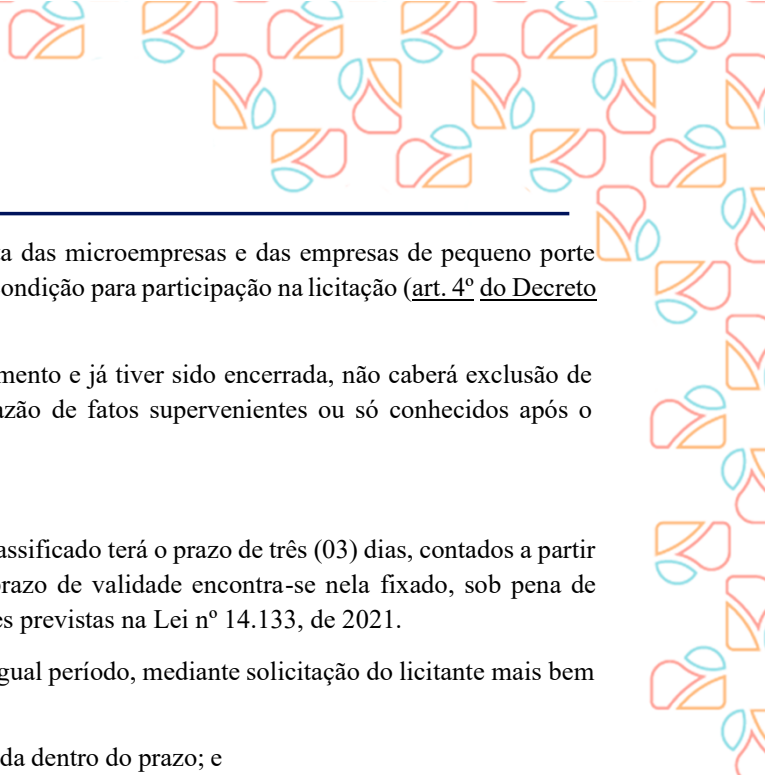 ta das microempresas e das empresas de pequeno porte
ondição para participação na licitação (art. 4º do Decreto
mento e já tiver sido encerrada, não caberá exclusão de
azão de fatos supervenientes ou só conhecidos após o
assificado terá o prazo de três (03) dias, contados a partir
prazo de validade encontra-se nela fixado, sob pena de
es previstas na Lei nº 14.133, de 2021.
gual período, mediante solicitação do licitante mais bem
da dentro do prazo; e